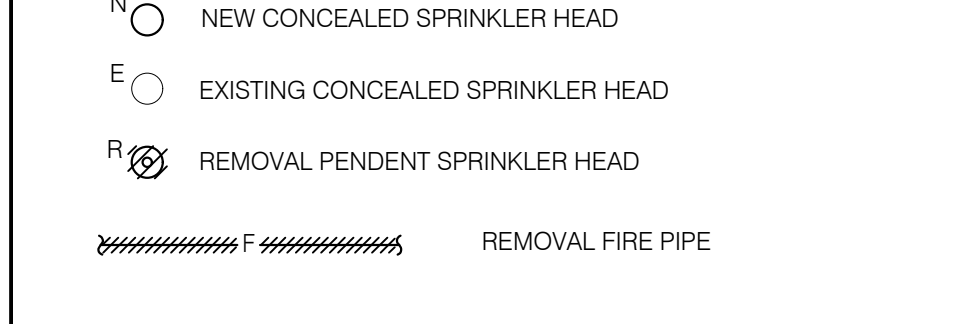 N NEW CONCEALED SPRINKLER HEAD
E EXISTING CONCEALED SPRINKLER HEAD
R REMOVAL PENDENT SPRINKLER HEAD
F REMOVAL FIRE PIPE